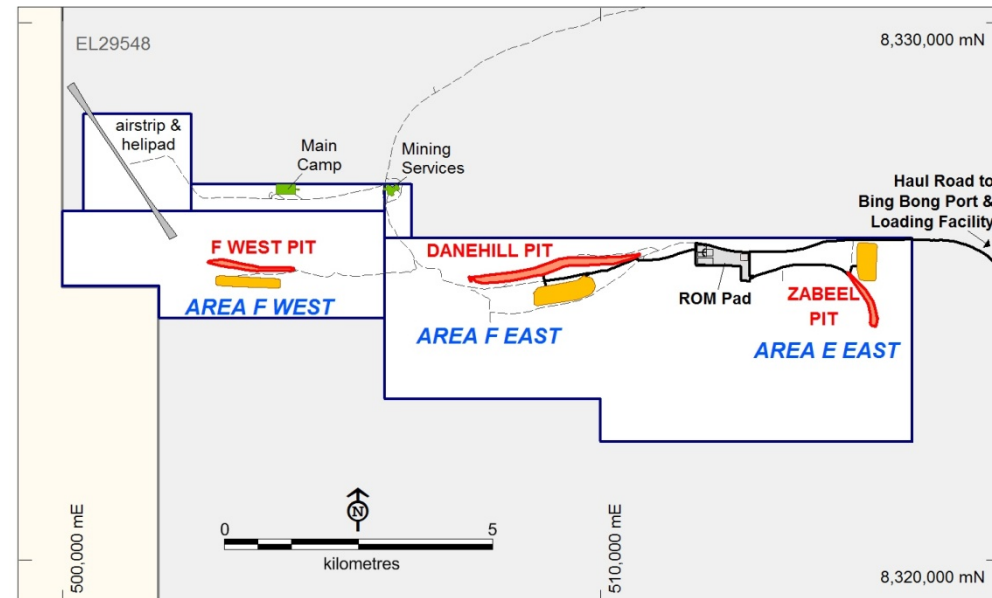 EL29548
8,330,000 mN
airstrip &
helipad
Main
Camp
Mining
Services
Haul Road to
Bing Bong Port &
Loading Facility
F WEST PIT
DANEHILL PIT
ROM Pad
ZABEEL
PIT
AREA F WEST
AREA F EAST
AREA E EAST
N
0
5
kilometres
500,000 mE
510,000 mE
8,320,000 mN